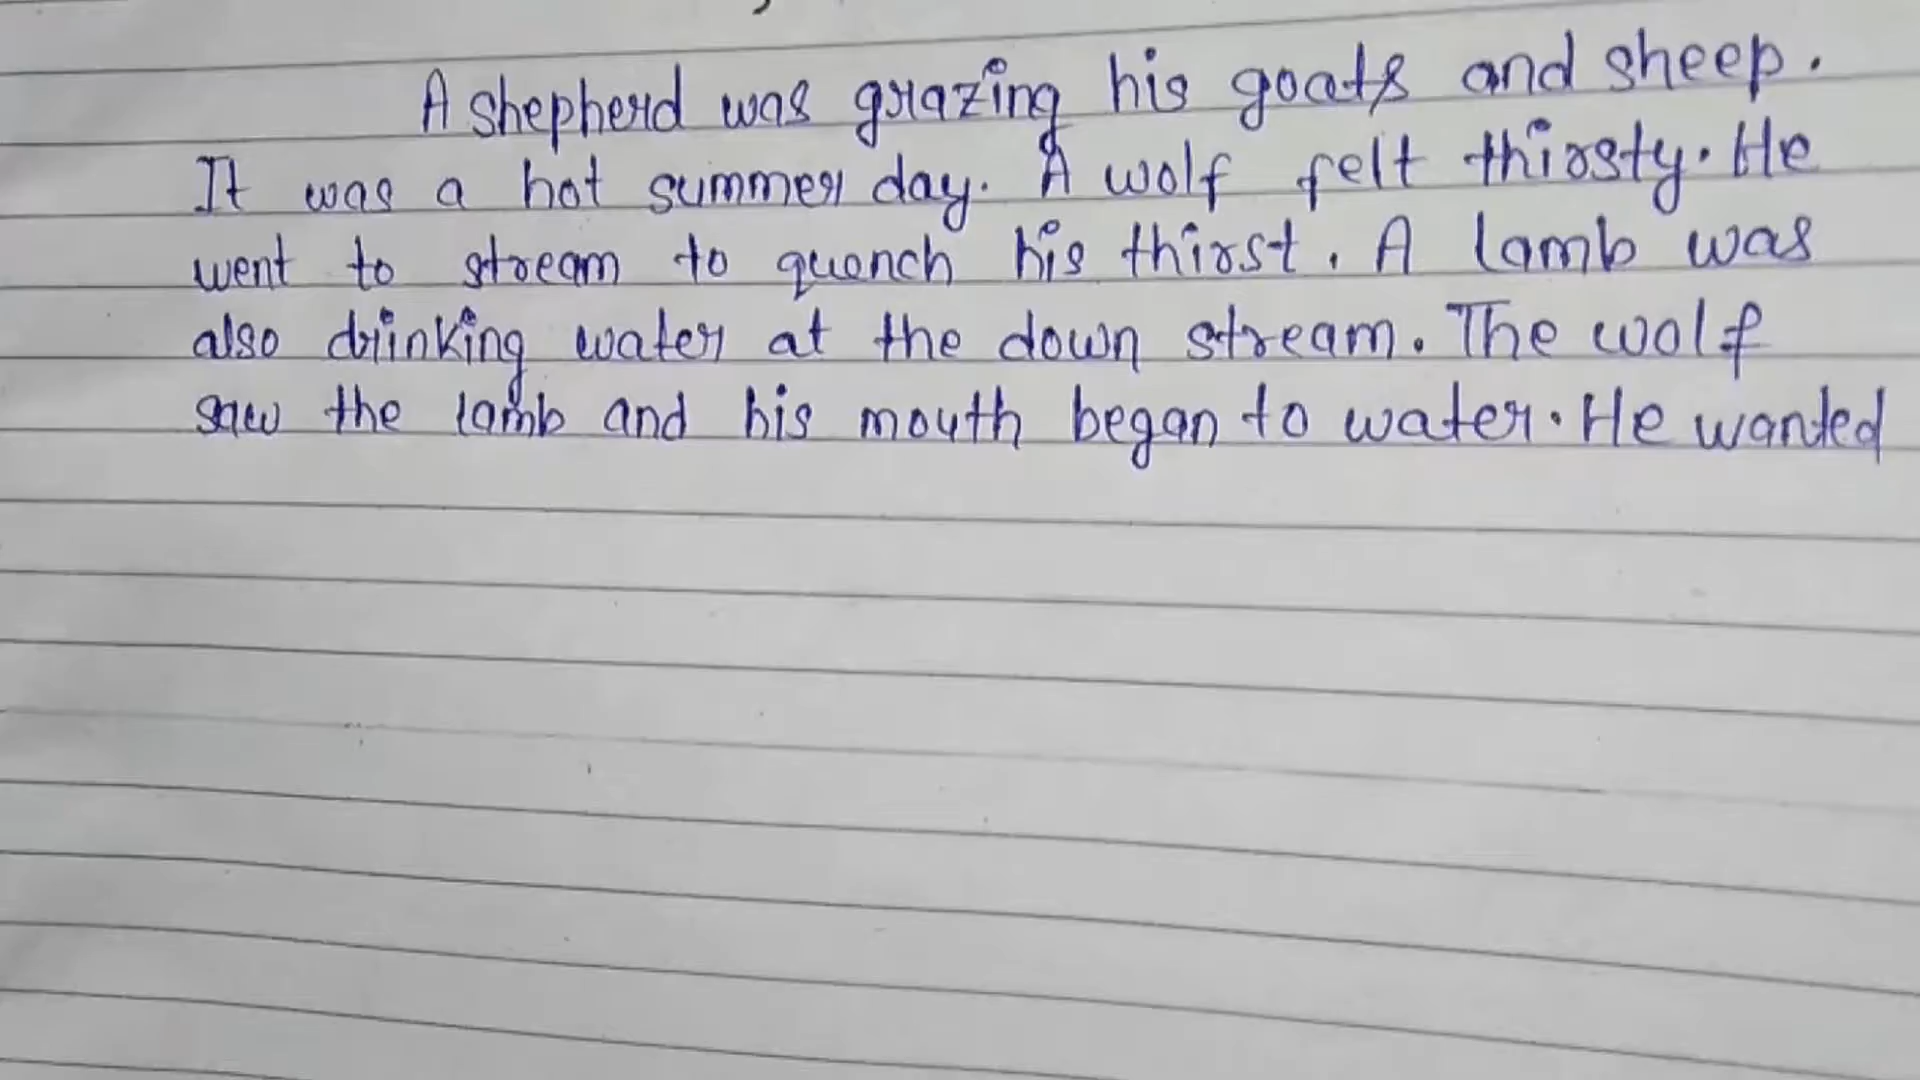 A shepherd was grazing his goats and sheep.
It was a hot summer day. A wolf felt thirsty. He
went to stream to quench his thirst. A lamb was
also drinking water at the down stream. The wolf
saw the lamb and his mouth began to water. He wanted